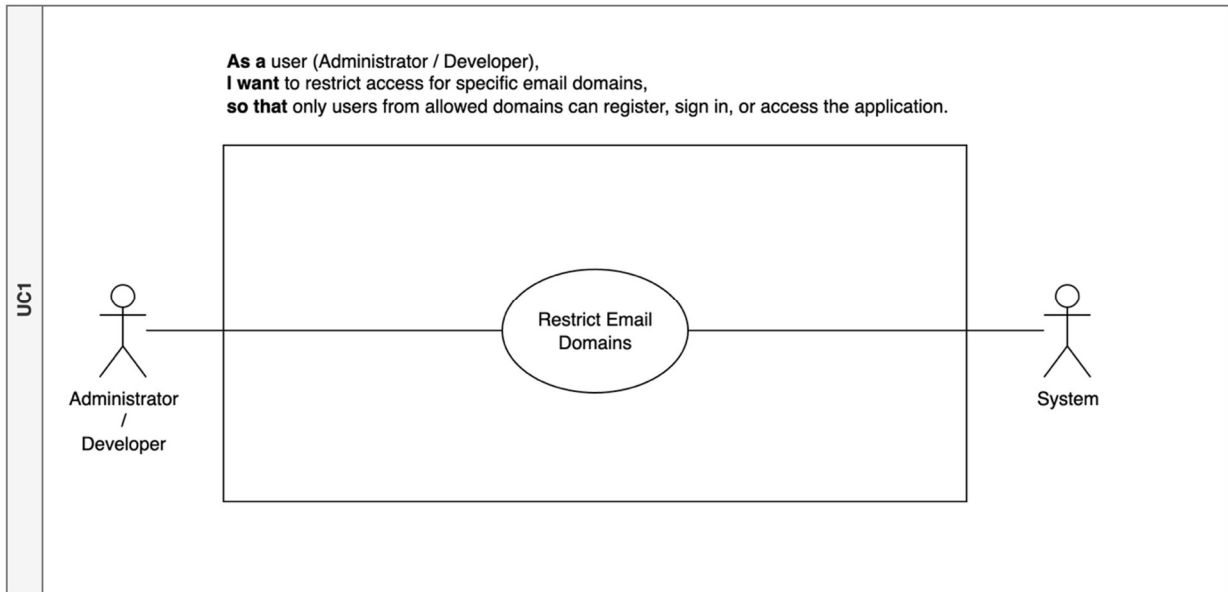 UC1
As a user (Administrator / Developer),
I want to restrict access for specific email domains,
so that only users from allowed domains can register, sign in, or access the application.
Restrict Email
Domains
Administrator
/
Developer
System